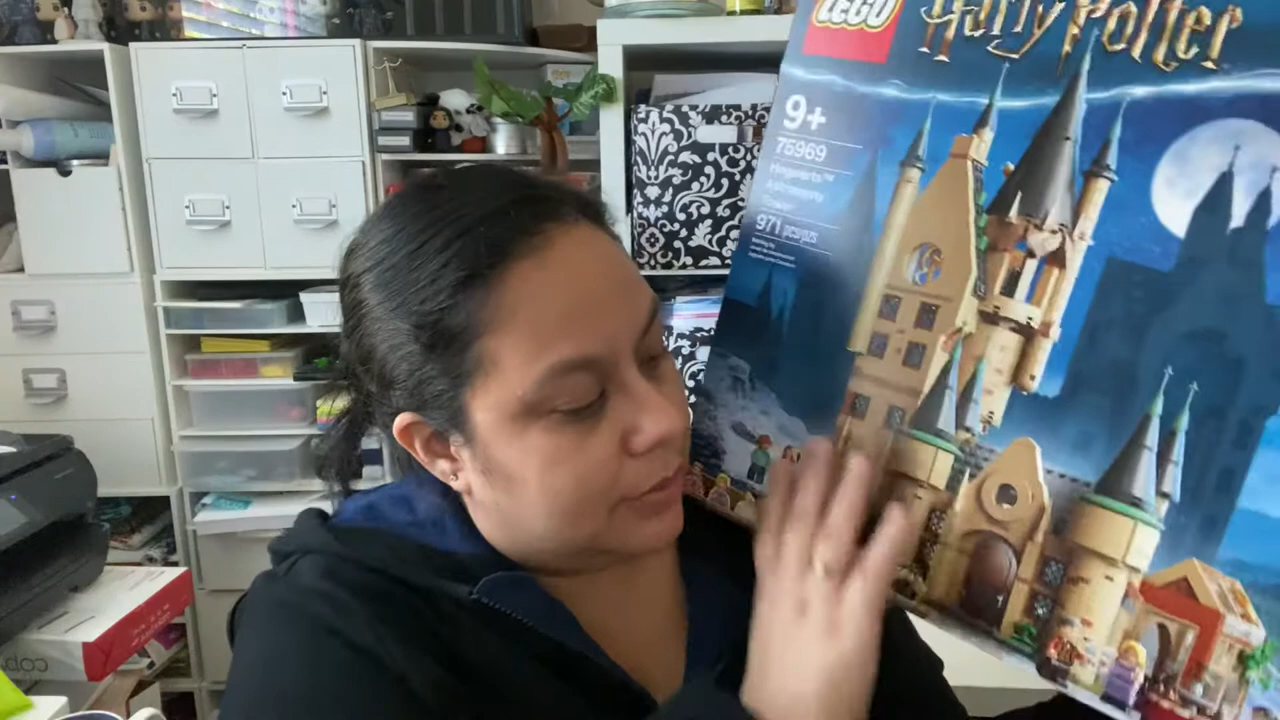 LEGO
Harry Potter
9+
75969
Hogwarts™
Astronomy
Tower
971 pcs/pzs